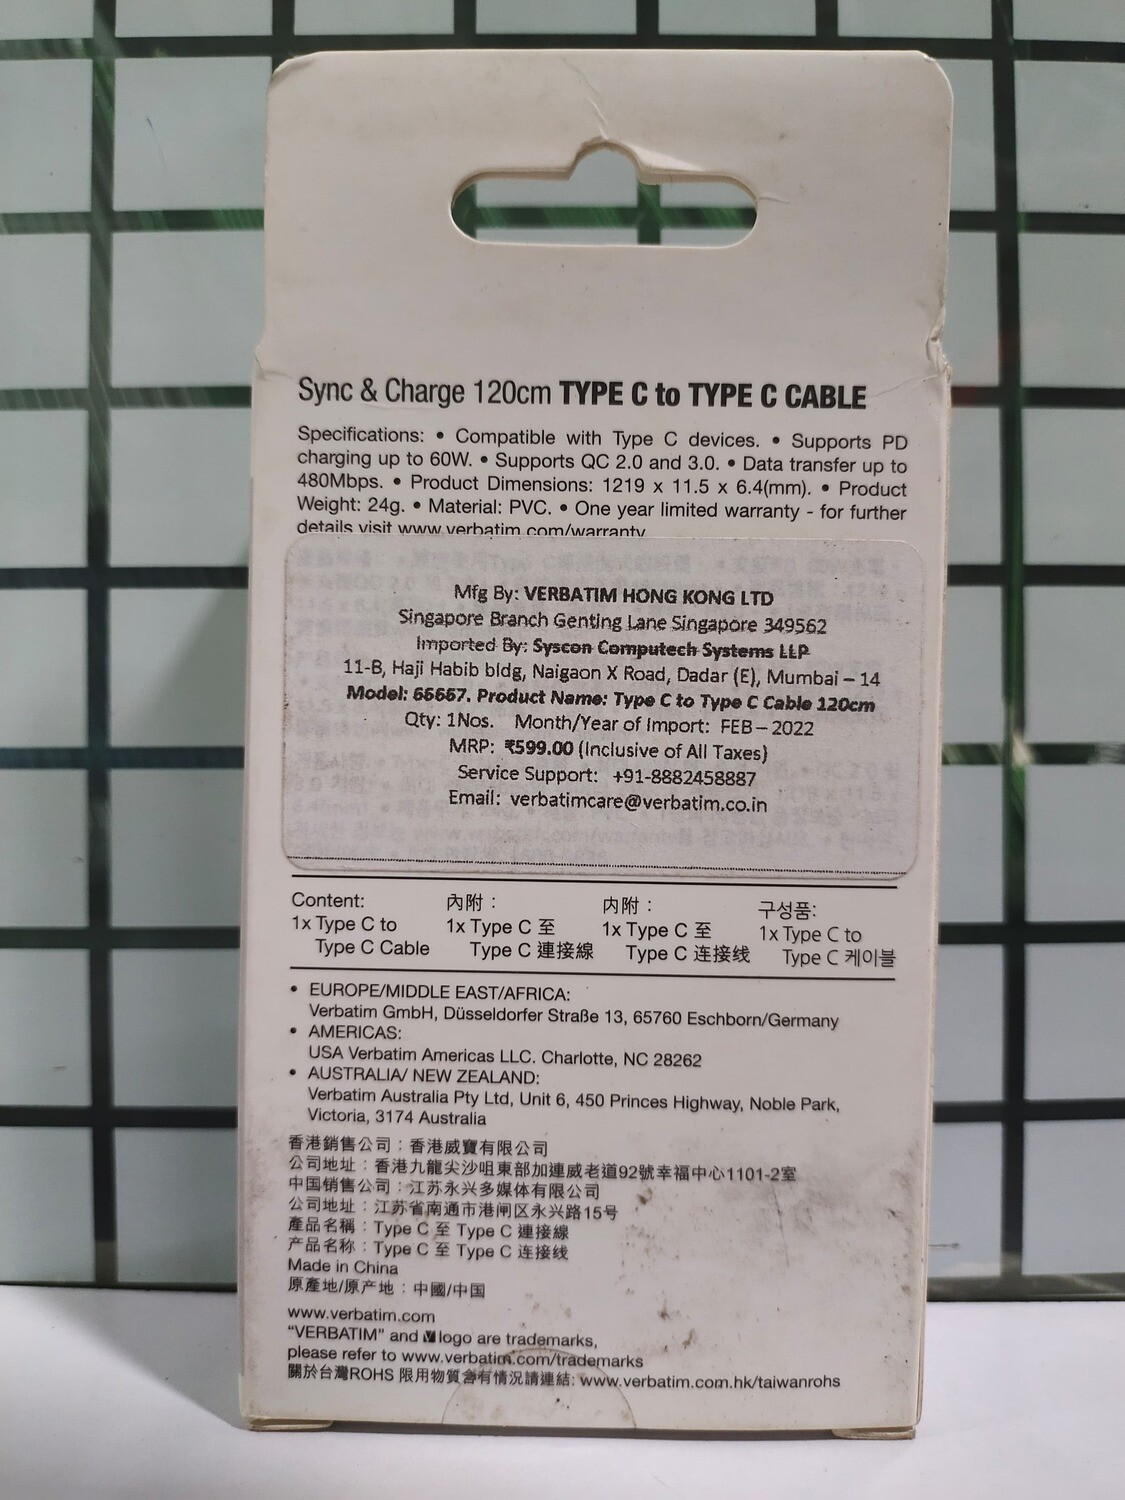 Sync & Charge 120cm TYPE C to TYPE C CABLE
Specifications: • Compatible with Type C devices. • Supports PD
charging up to 60W. • Supports QC 2.0 and 3.0. • Data transfer up to
480Mbps. • Product Dimensions: 1219 x 11.5 x 6.4(mm). • Product
Weight: 24g. • Material: PVC. • One year limited warranty - for further
details visit www.verbatim.com/warranty
Mfg By: VERBATIM HONG KONG LTD
Singapore Branch Genting Lane Singapore 349562
Imported By: Syscon Computech Systems LLP
11-B, Haji Habib bldg, Naigaon X Road, Dadar (E), Mumbai – 14
Model: 66667. Product Name: Type C to Type C Cable 120cm
Qty: 1Nos. Month/Year of Import: FEB – 2022
MRP: ₹599.00 (Inclusive of All Taxes)
Service Support: +91-8882458887
Email: verbatimcare@verbatim.co.in
Content:
1x Type C to
Type C Cable
內附：
1x Type C 至
Type C 連接線
内附：
1x Type C 至
Type C 连接线
구성품:
1x Type C to
Type C 케이블
• EUROPE/MIDDLE EAST/AFRICA:
Verbatim GmbH, Düsseldorfer Straße 13, 65760 Eschborn/Germany
• AMERICAS:
USA Verbatim Americas LLC. Charlotte, NC 28262
• AUSTRALIA/ NEW ZEALAND:
Verbatim Australia Pty Ltd, Unit 6, 450 Princes Highway, Noble Park,
Victoria, 3174 Australia
香港銷售公司：香港威寶有限公司
公司地址：香港九龍尖沙咀東部加連威老道92號幸福中心1101-2室
中国销售公司：江苏永兴多媒体有限公司
公司地址：江苏省南通市港闸区永兴路15号
產品名稱：Type C 至 Type C 連接線
产品名称：Type C 至 Type C 连接线
Made in China
原產地/原产地：中國/中国
www.verbatim.com
“VERBATIM” and logo are trademarks,
please refer to www.verbatim.com/trademarks
關於台灣ROHS 限用物質含有情況請連結: www.verbatim.com.hk/taiwanrohs